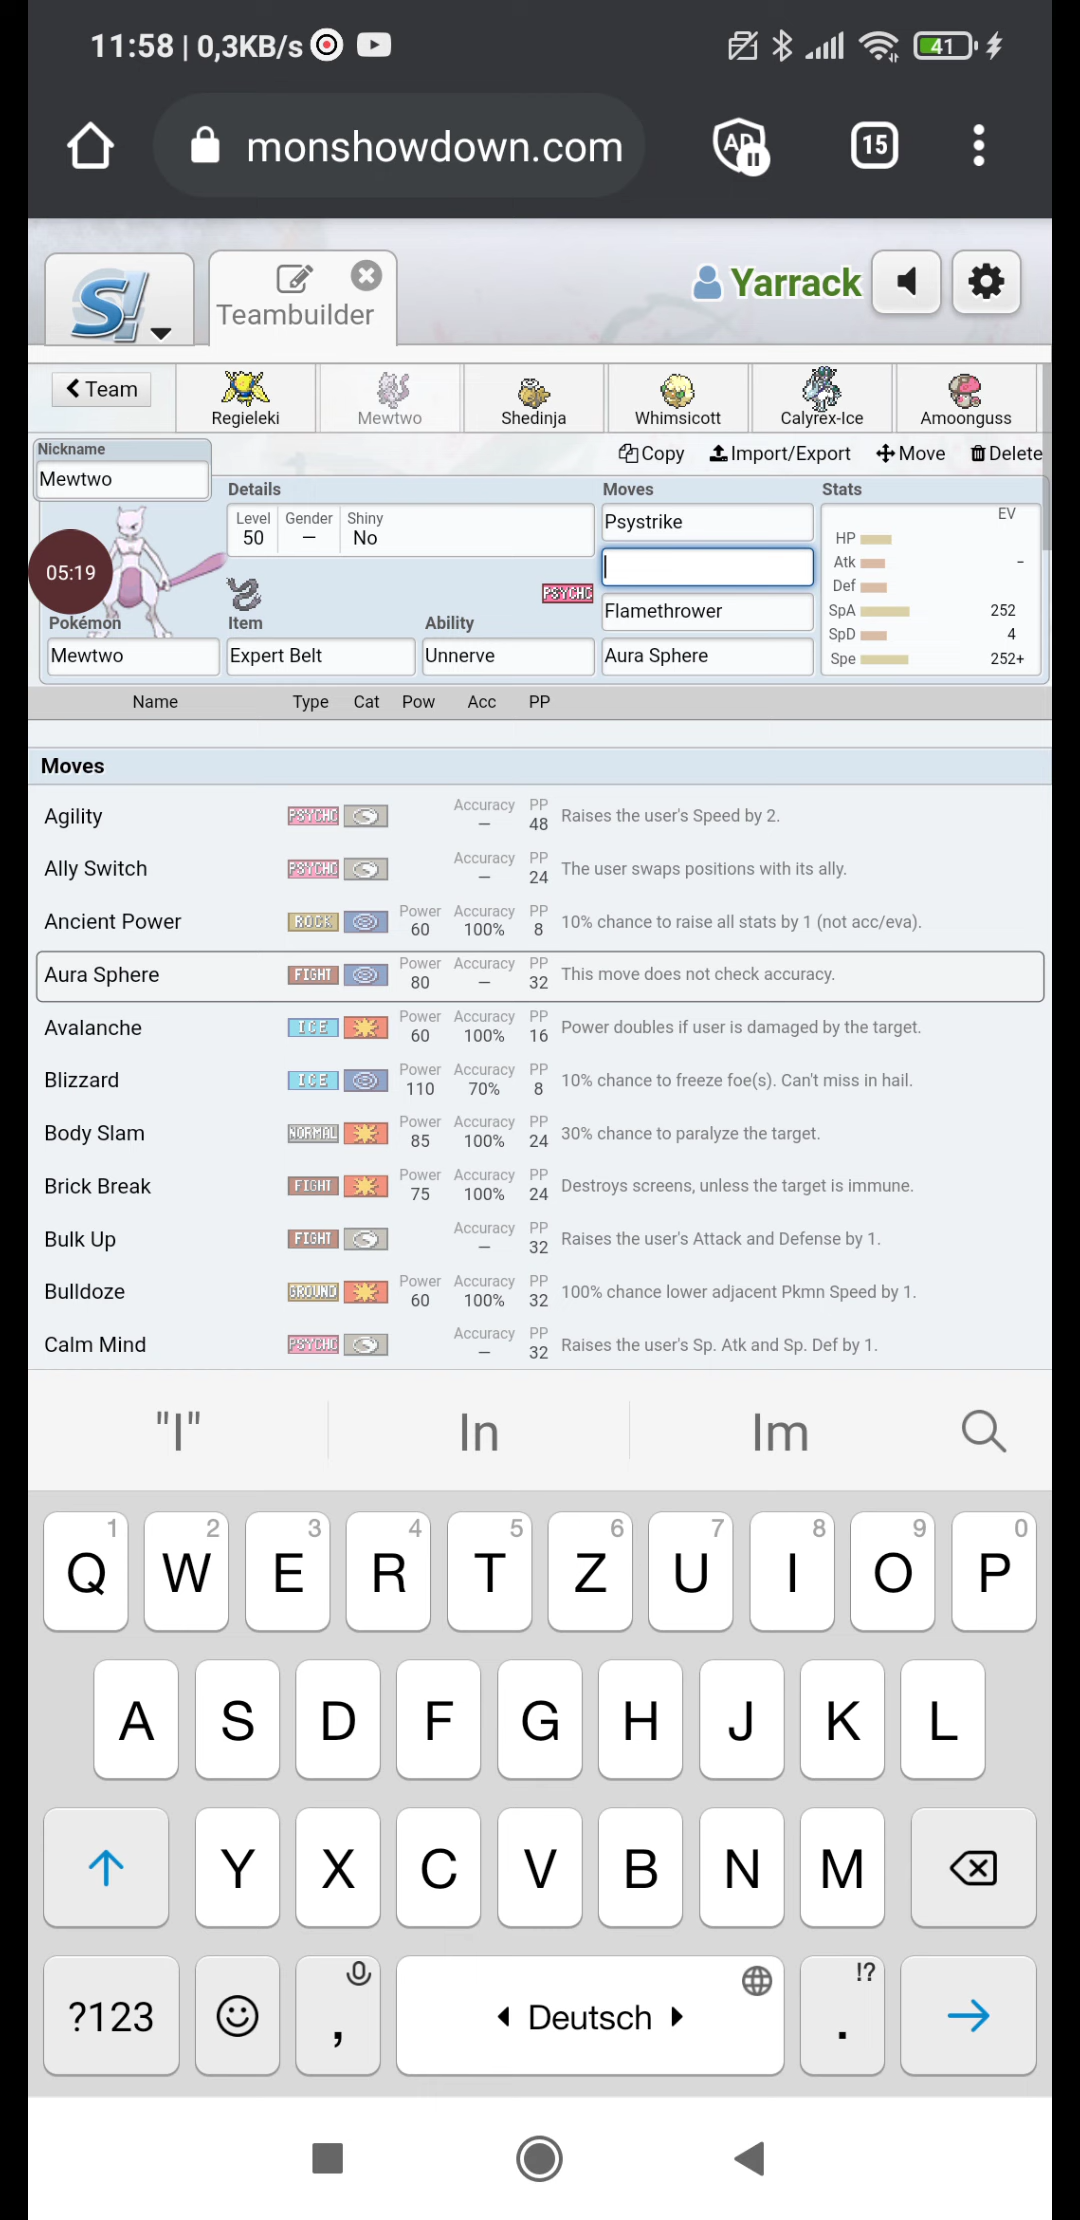 11:58 | 0,3KB/s
41
monshowdown.com
AD
15
S!
Teambuilder
Yarrack
Team
Regieleki
Mewtwo
Shedinja
Whimsicott
Calyrex-Ice
Amoonguss
Nickname
Mewtwo
Copy Import/Export Move Delete
Details
Level Gender Shiny
50 – No
PSYCHC
05:19
Pokémon
Mewtwo
Item
Expert Belt
Ability
Unnerve
Moves
Psystrike
Flamethrower
Aura Sphere
Stats
EV
HP
Atk -
Def
SpA 252
SpD 4
Spe 252+
Name Type Cat Pow Acc PP
Moves
Agility PSYCHC Accuracy – PP 48 Raises the user's Speed by 2.
Ally Switch PSYCHC Accuracy – PP 24 The user swaps positions with its ally.
Ancient Power ROCK Power 60 Accuracy 100% PP 8 10% chance to raise all stats by 1 (not acc/eva).
Aura Sphere FIGHT Power 80 Accuracy – PP 32 This move does not check accuracy.
Avalanche ICE Power 60 Accuracy 100% PP 16 Power doubles if user is damaged by the target.
Blizzard ICE Power 110 Accuracy 70% PP 8 10% chance to freeze foe(s). Can't miss in hail.
Body Slam NORMAL Power 85 Accuracy 100% PP 24 30% chance to paralyze the target.
Brick Break FIGHT Power 75 Accuracy 100% PP 24 Destroys screens, unless the target is immune.
Bulk Up FIGHT Accuracy – PP 32 Raises the user's Attack and Defense by 1.
Bulldoze GROUND Power 60 Accuracy 100% PP 32 100% chance lower adjacent Pkmn Speed by 1.
Calm Mind PSYCHC Accuracy – PP 32 Raises the user's Sp. Atk and Sp. Def by 1.
"I" In Im
1 2 3 4 5 6 7 8 9 0
Q W E R T Z U I O P
A S D F G H J K L
Y X C V B N M
?123 , Deutsch . !?